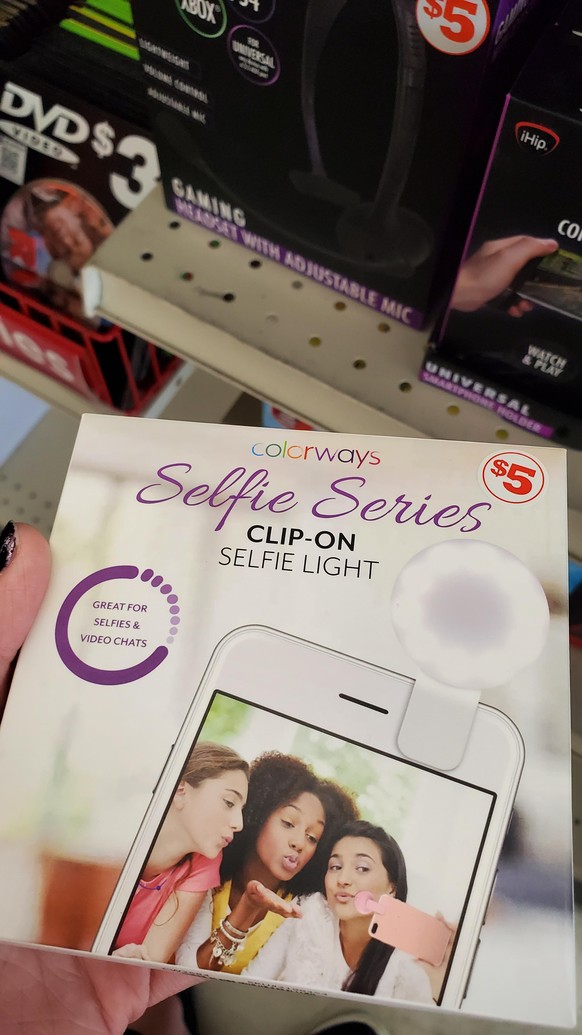 XBOX
$5
LIGHTWEIGHT
VOLUME CONTROL
ADJUSTABLE MIC
FOR
UNIVERSAL
GAMING
HEADSET WITH ADJUSTABLE MIC
DVD
VIDEO
$3
iHip.
WATCH
& PLAY
UNIVERSAL
SMARTPHONE HOLDER
colorways
Selfie Series
$5
CLIP-ON
SELFIE LIGHT
GREAT FOR
SELFIES &
VIDEO CHATS